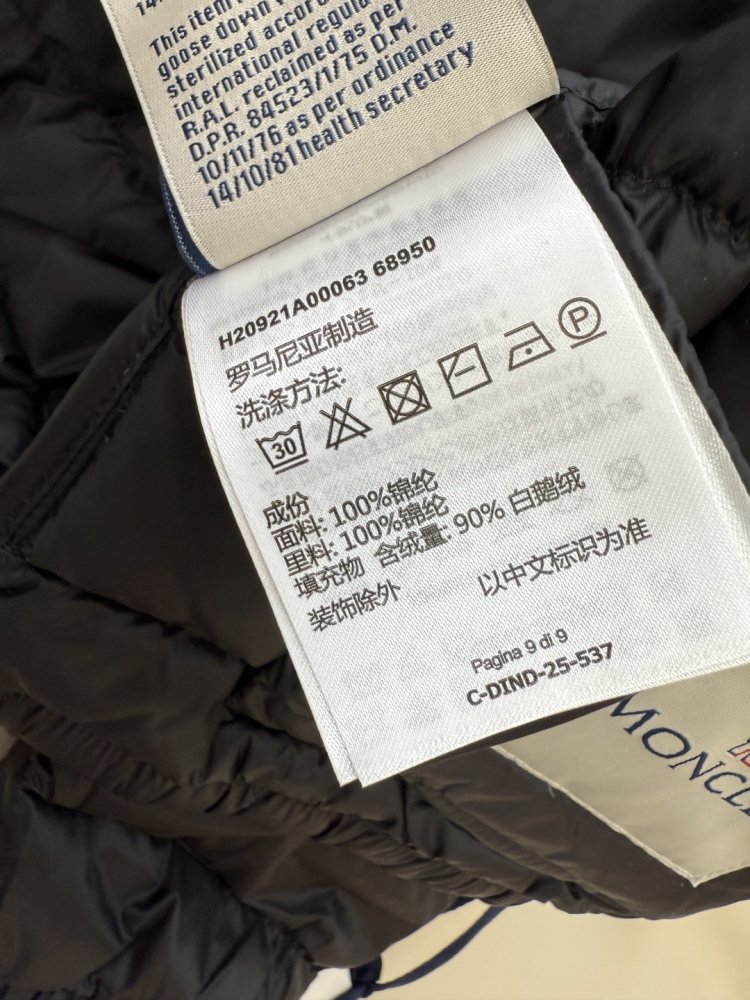 14.
This item
goose down
sterilized accor
international regula
R.A.L. reclaimed as per
D.P.R. 84523/1/75 D.M.
10/11/76 as per ordinance
14/10/81 health secretary
H20921A00063 68950
罗马尼亚制造
洗涤方法:
30 P
成份
面料: 100%锦纶
里料: 100%锦纶
填充物 含绒量: 90% 白鹅绒
装饰除外 以中文标识为准
Pagina 9 di 9
C-DIND-25-537
MONCL